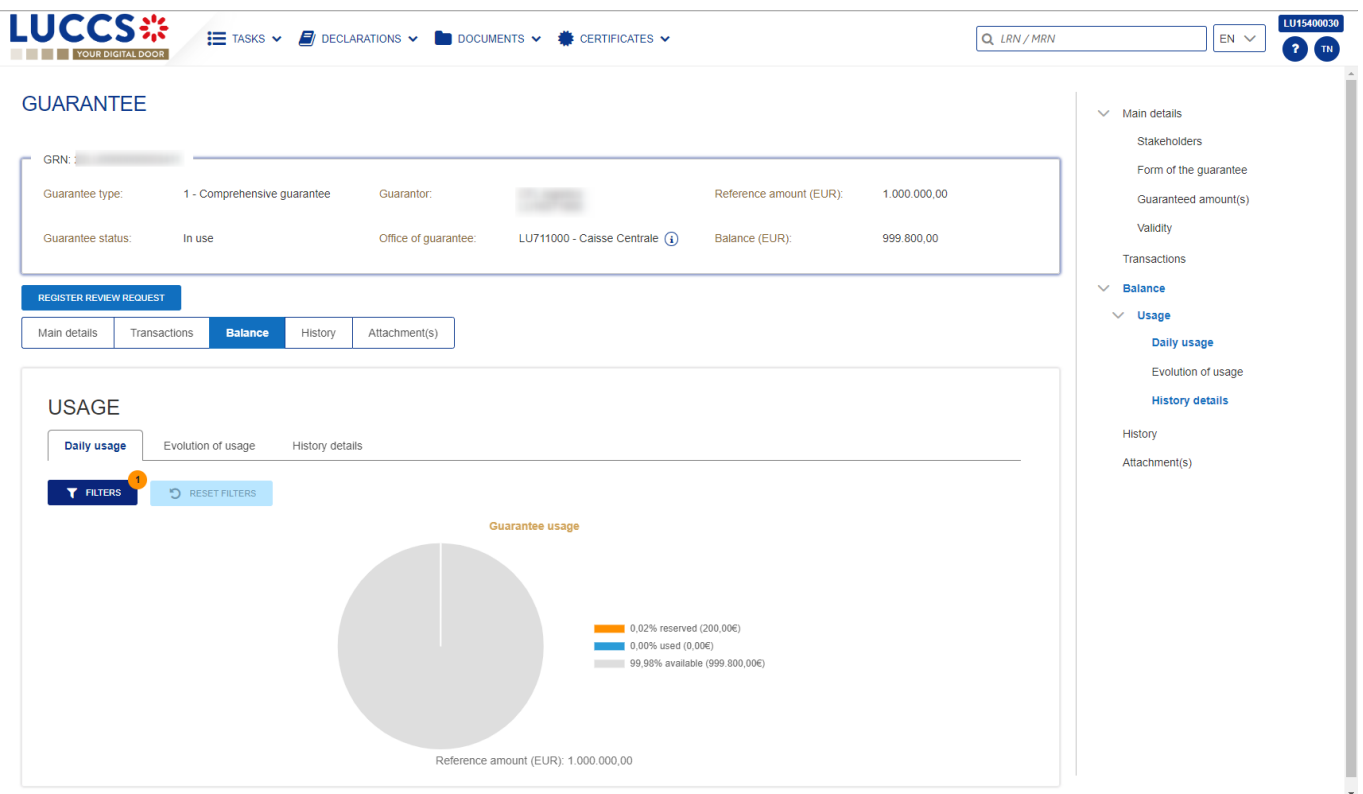 LUCCS
YOUR DIGITAL DOOR
TASKS
DECLARATIONS
DOCUMENTS
CERTIFICATES
LRN / MRN
EN
LU15400030
?
TN
GUARANTEE
GRN:
Guarantee type: 1 - Comprehensive guarantee Guarantor: Reference amount (EUR): 1.000.000,00
Guarantee status: In use Office of guarantee: LU711000 - Caisse Centrale i Balance (EUR): 999.800,00
REGISTER REVIEW REQUEST
Main details Transactions Balance History Attachment(s)
USAGE
Daily usage Evolution of usage History details
FILTERS 1 RESET FILTERS
Guarantee usage
0,02% reserved (200,00€)
0,00% used (0,00€)
99,98% available (999.800,00€)
Reference amount (EUR): 1.000.000,00
Main details
Stakeholders
Form of the guarantee
Guaranteed amount(s)
Validity
Transactions
Balance
Usage
Daily usage
Evolution of usage
History details
History
Attachment(s)